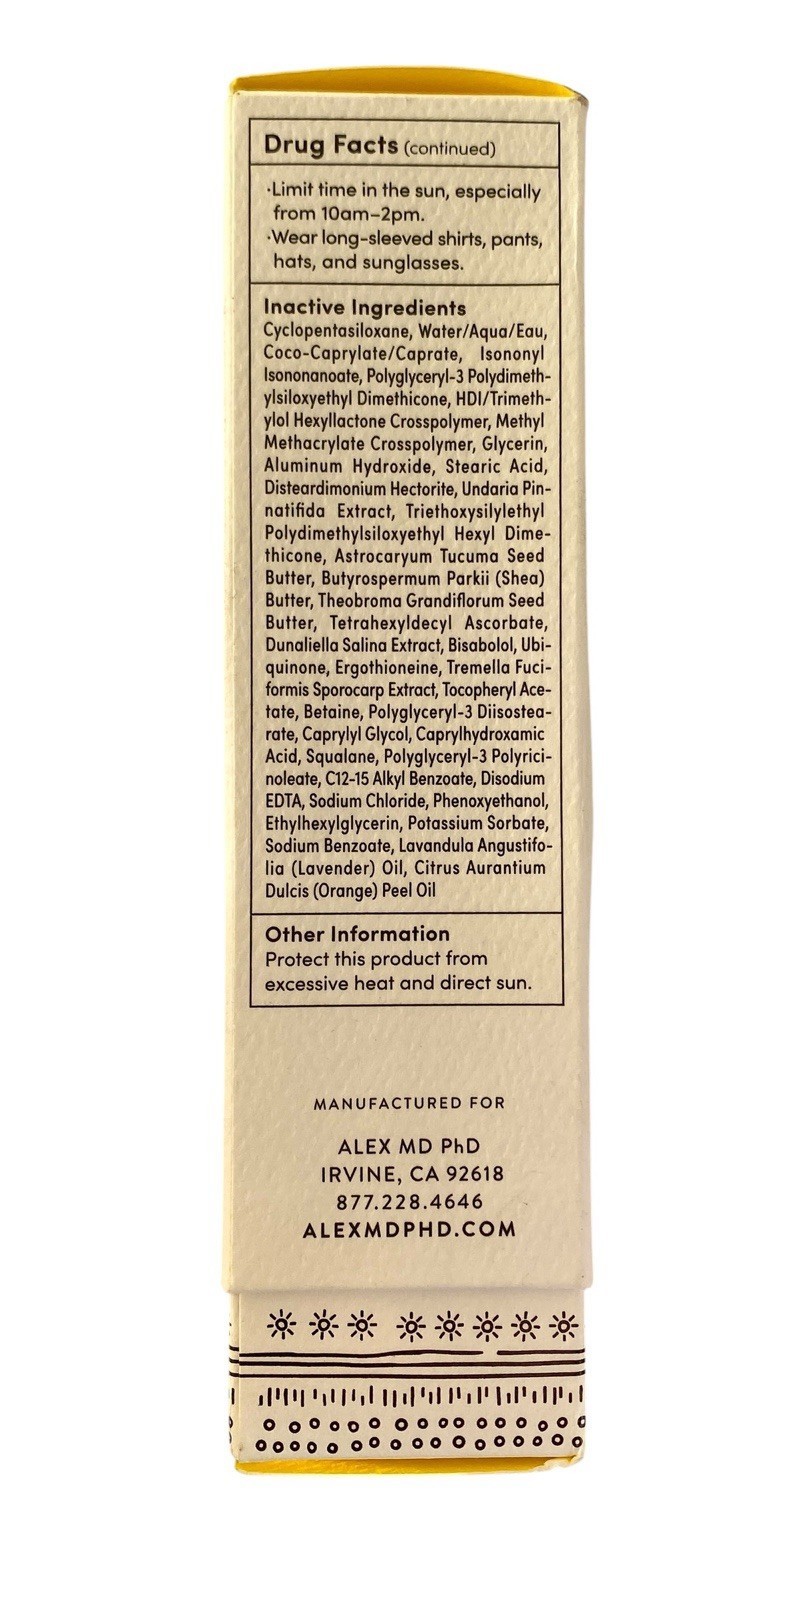 Drug Facts (continued)
·Limit time in the sun, especially
from 10am–2pm.
·Wear long-sleeved shirts, pants,
hats, and sunglasses.
Inactive Ingredients
Cyclopentasiloxane, Water/Aqua/Eau,
Coco-Caprylate/Caprate, Isononyl
Isononanoate, Polyglyceryl-3 Polydimeth-
ylsiloxyethyl Dimethicone, HDI/Trimeth-
ylol Hexyllactone Crosspolymer, Methyl
Methacrylate Crosspolymer, Glycerin,
Aluminum Hydroxide, Stearic Acid,
Disteardimonium Hectorite, Undaria Pin-
natifida Extract, Triethoxysilylethyl
Polydimethylsiloxyethyl Hexyl Dime-
thicone, Astrocaryum Tucuma Seed
Butter, Butyrospermum Parkii (Shea)
Butter, Theobroma Grandiflorum Seed
Butter, Tetrahexyldecyl Ascorbate,
Dunaliella Salina Extract, Bisabolol, Ubi-
quinone, Ergothioneine, Tremella Fuci-
formis Sporocarp Extract, Tocopheryl Ace-
tate, Betaine, Polyglyceryl-3 Diisostea-
rate, Caprylyl Glycol, Caprylhydroxamic
Acid, Squalane, Polyglyceryl-3 Polyrici-
noleate, C12-15 Alkyl Benzoate, Disodium
EDTA, Sodium Chloride, Phenoxyethanol,
Ethylhexylglycerin, Potassium Sorbate,
Sodium Benzoate, Lavandula Angustifo-
lia (Lavender) Oil, Citrus Aurantium
Dulcis (Orange) Peel Oil
Other Information
Protect this product from
excessive heat and direct sun.
MANUFACTURED FOR
ALEX MD PhD
IRVINE, CA 92618
877.228.4646
ALEXMDPHD.COM